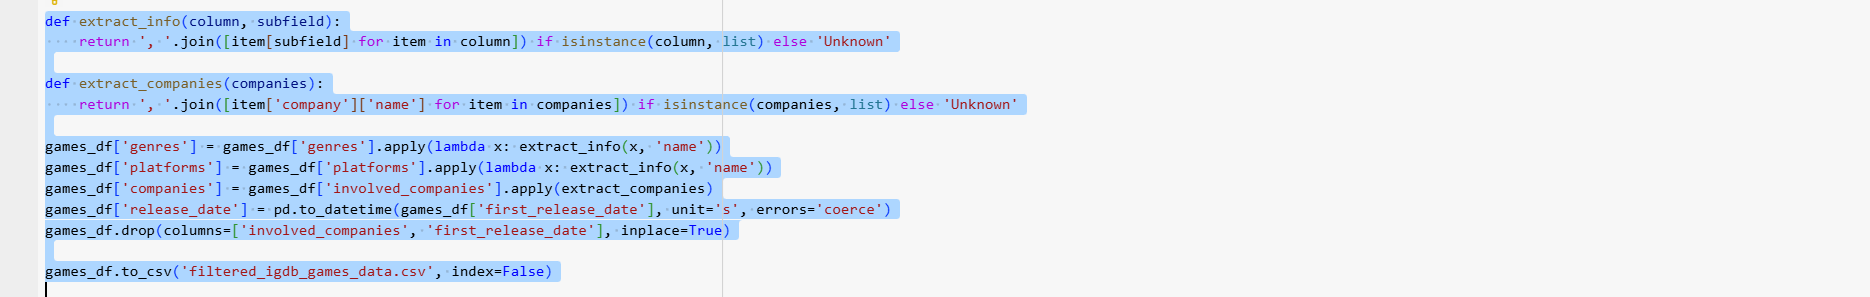 def extract_info(column, subfield):
    return ', '.join([item[subfield] for item in column]) if isinstance(column, list) else 'Unknown'
def extract_companies(companies):
    return ', '.join([item['company']['name'] for item in companies]) if isinstance(companies, list) else 'Unknown'
games_df['genres'] = games_df['genres'].apply(lambda x: extract_info(x, 'name'))
games_df['platforms'] = games_df['platforms'].apply(lambda x: extract_info(x, 'name'))
games_df['companies'] = games_df['involved_companies'].apply(extract_companies)
games_df['release_date'] = pd.to_datetime(games_df['first_release_date'], unit='s', errors='coerce')
games_df.drop(columns=['involved_companies', 'first_release_date'], inplace=True)
games_df.to_csv('filtered_igdb_games_data.csv', index=False)